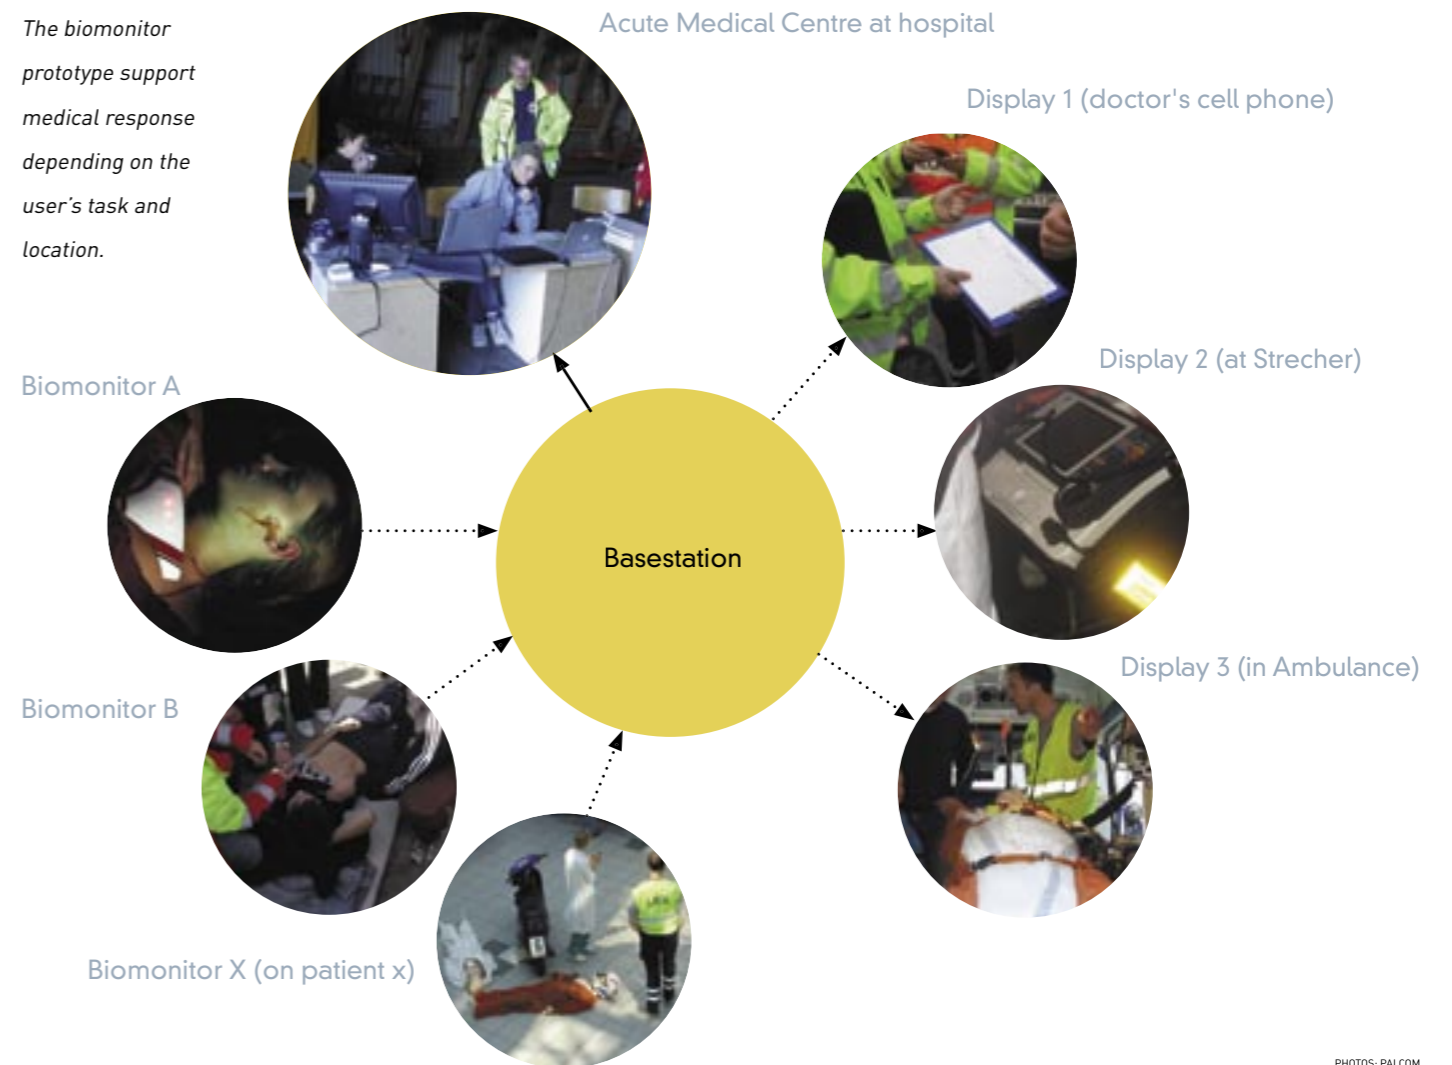 The biomonitor
prototype support
medical response
depending on the
user's task and
location.
Acute Medical Centre at hospital
Display 1 (doctor's cell phone)
Display 2 (at Strecher)
Biomonitor A
Basestation
Display 3 (in Ambulance)
Biomonitor B
Biomonitor X (on patient x)
PHOTOS: PALCOM